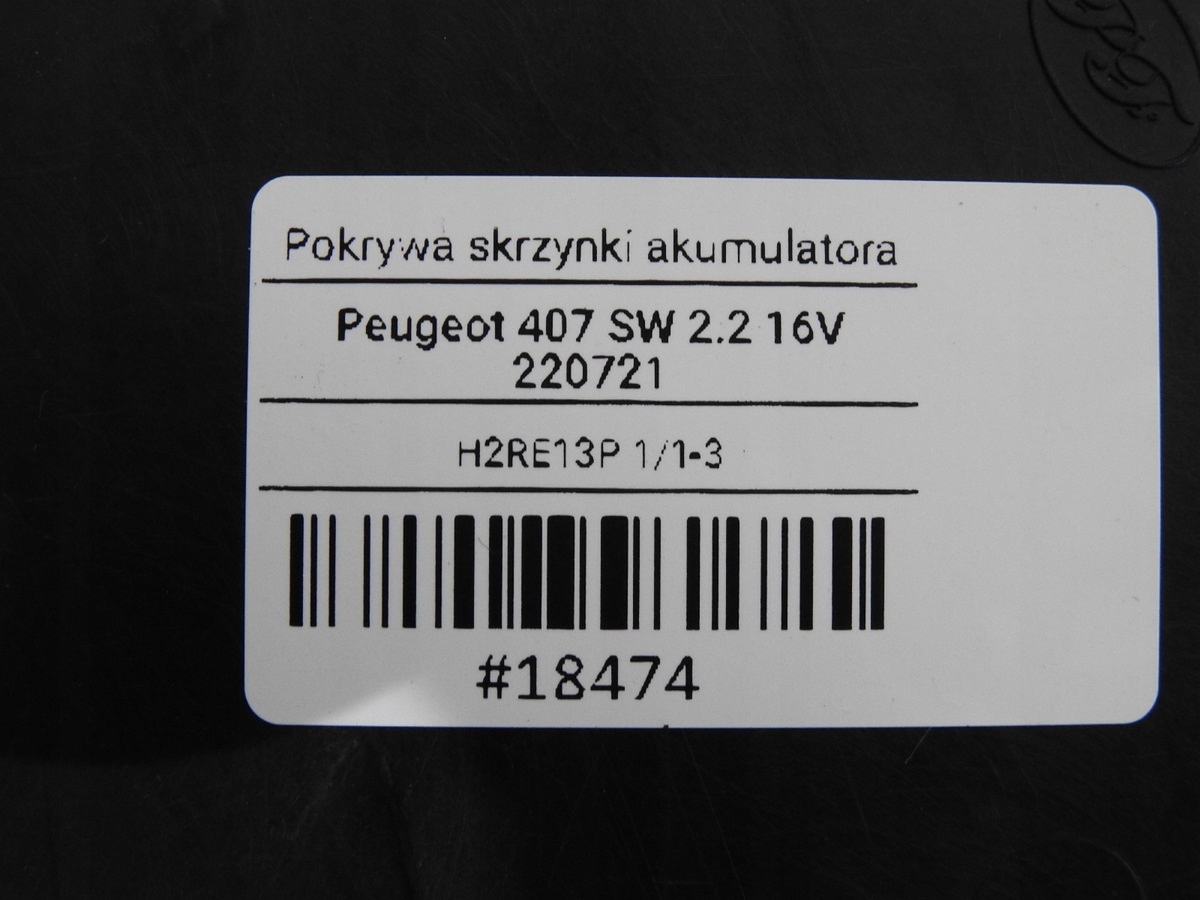 Pokrywa skrzynki akumulatora
Peugeot 407 SW 2.2 16V
220721
H2RE13P 1/1-3
#18474